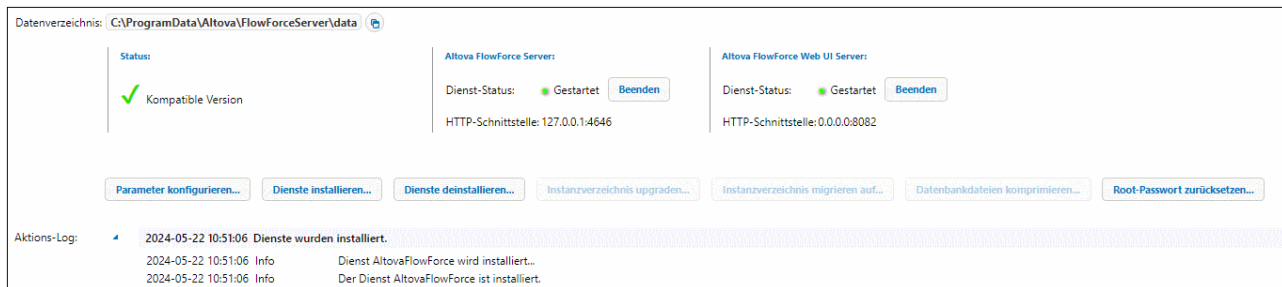 Datenverzeichnis: C:\ProgramData\Altova\FlowForceServer\data
Status: Altova FlowForce Server: Altova FlowForce Web UI Server:
Kompatible Version Dienst-Status: Gestartet Beenden Dienst-Status: Gestartet Beenden
HTTP-Schnittstelle: 127.0.0.1:4646 HTTP-Schnittstelle: 0.0.0.0:8082
Parameter konfigurieren... Dienste installieren... Dienste deinstallieren... Instanzverzeichnis upgraden... Instanzverzeichnis migrieren auf... Datenbankdateien komprimieren... Root-Passwort zurücksetzen...
Aktions-Log: 2024-05-22 10:51:06 Dienste wurden installiert.
2024-05-22 10:51:06 Info Dienst AltovaFlowForce wird installiert...
2024-05-22 10:51:06 Info Der Dienst AltovaFlowForce ist installiert.